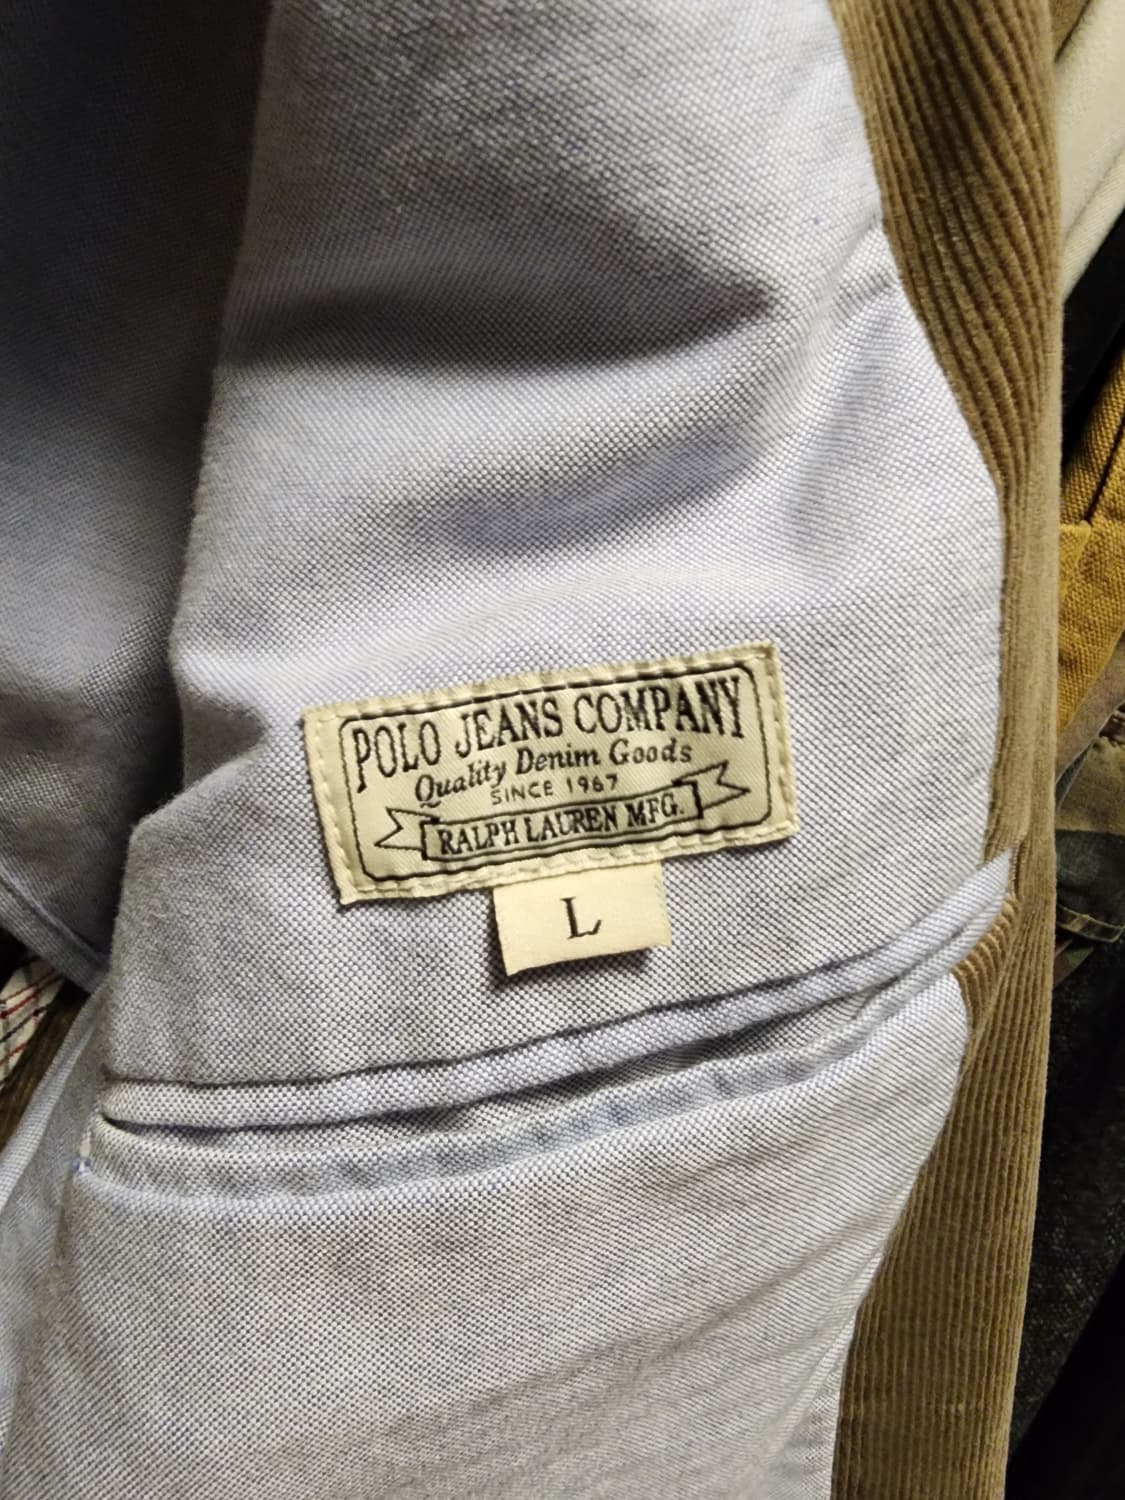 POLO JEANS COMPANY
Quality Denim Goods
SINCE 1967
RALPH LAUREN MFG.
L